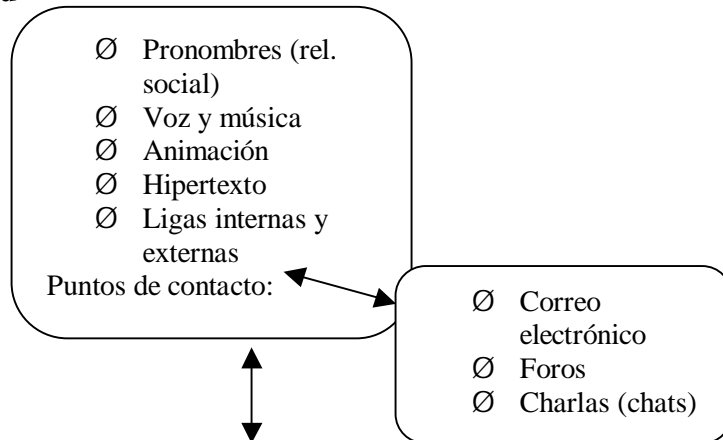 Ø Pronombres (rel.
social)
Ø Voz y música
Ø Animación
Ø Hipertexto
Ø Ligas internas y
externas
Puntos de contacto:
Ø Correo
electrónico
Ø Foros
Ø Charlas (chats)